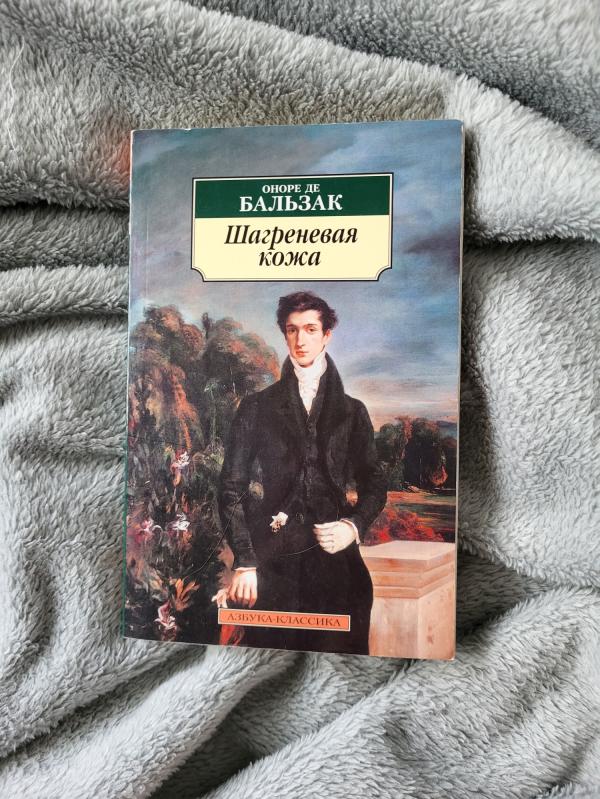 ОНОРЕ ДЕ
БАЛЬЗАК
Шагреневая
кожа
АЗБУКА-КЛАССИКА